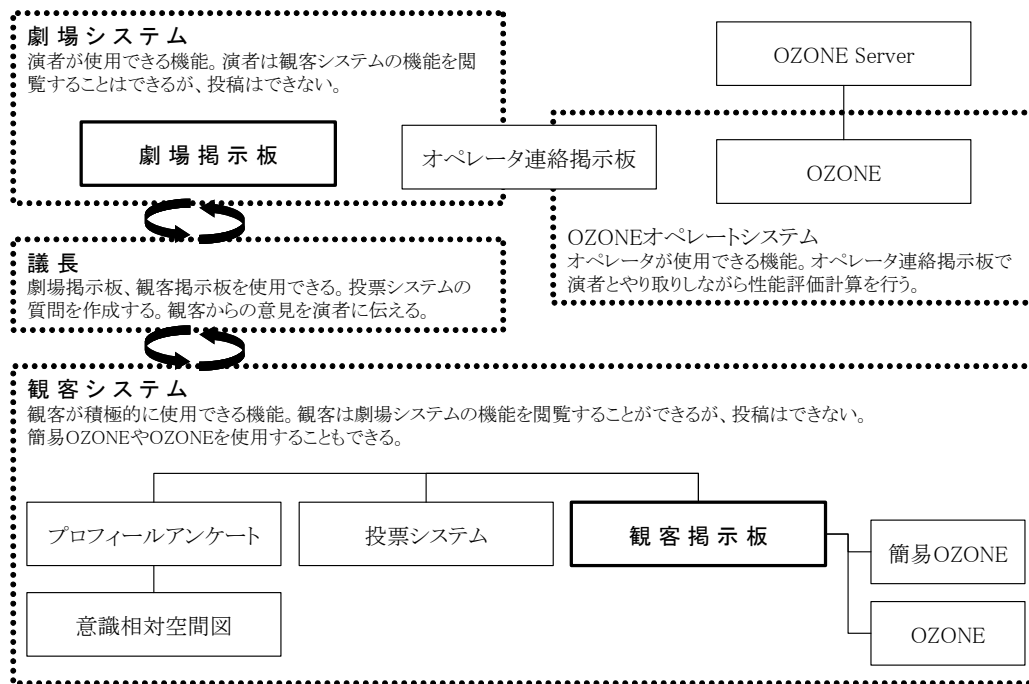 劇場システム
演者が使用できる機能。演者は観客システムの機能を閲
覧することはできるが、投稿はできない。
劇場掲示板
オペレータ連絡掲示板
OZONE Server
OZONE
OZONEオペレートシステム
オペレータが使用できる機能。オペレータ連絡掲示板で
演者とやり取りしながら性能評価計算を行う。
議長
劇場掲示板、観客掲示板を使用できる。投票システムの
質問を作成する。観客からの意見を演者に伝える。
観客システム
観客が積極的に使用できる機能。観客は劇場システムの機能を閲覧することができるが、投稿はできない。
簡易OZONEやOZONEを使用することもできる。
プロフィールアンケート
投票システム
観客掲示板
簡易OZONE
意識相対空間図
OZONE